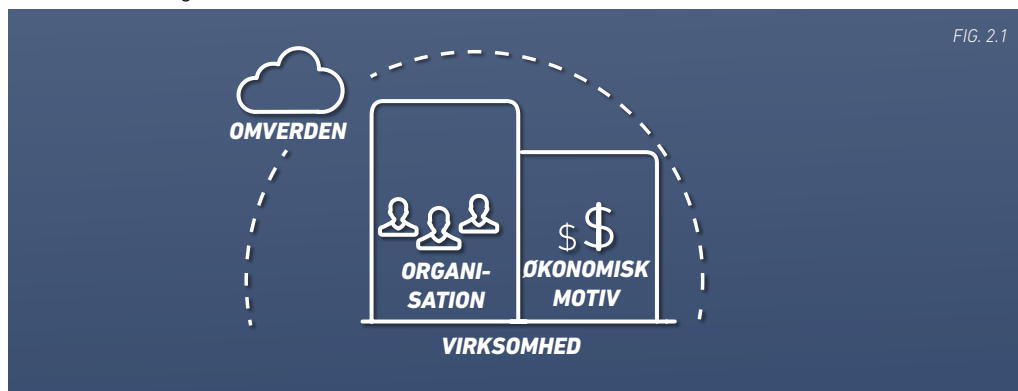 FIG. 2.1
OMVERDEN
ORGANI-
SATION
ØKONOMISK
MOTIV
VIRKSOMHED